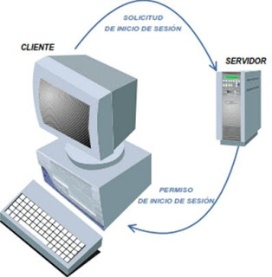 SOLICITUD
DE INICIO DE SESIÓN
CLIENTE
SERVIDOR
PERMISO
DE INICIO DE SESIÓN